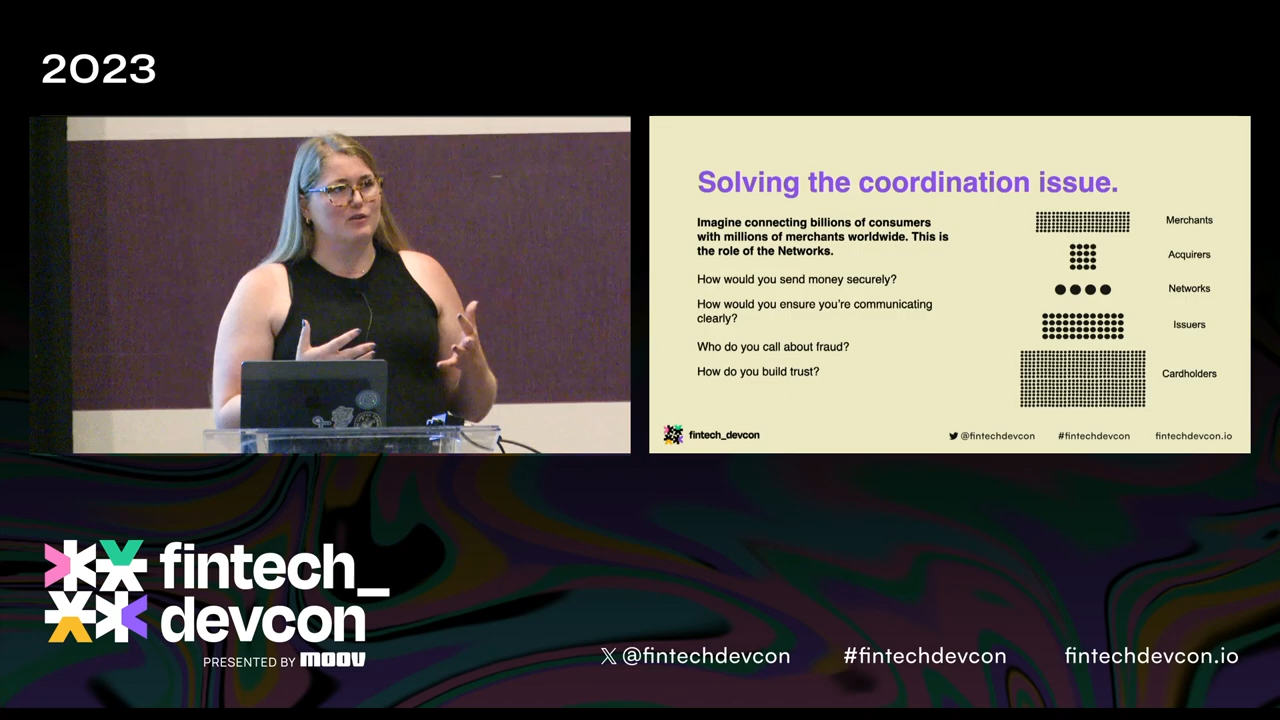 2023
Solving the coordination issue.
Imagine connecting billions of consumers
with millions of merchants worldwide. This is
the role of the Networks.
How would you send money securely?
How would you ensure you're communicating
clearly?
Who do you call about fraud?
How do you build trust?
Merchants
Acquirers
Networks
Issuers
Cardholders
fintech_devcon
@fintechdevcon
#fintechdevcon
fintechdevcon.io
fintech_
devcon
PRESENTED BY moov
𝕏 @fintechdevcon
#fintechdevcon
fintechdevcon.io